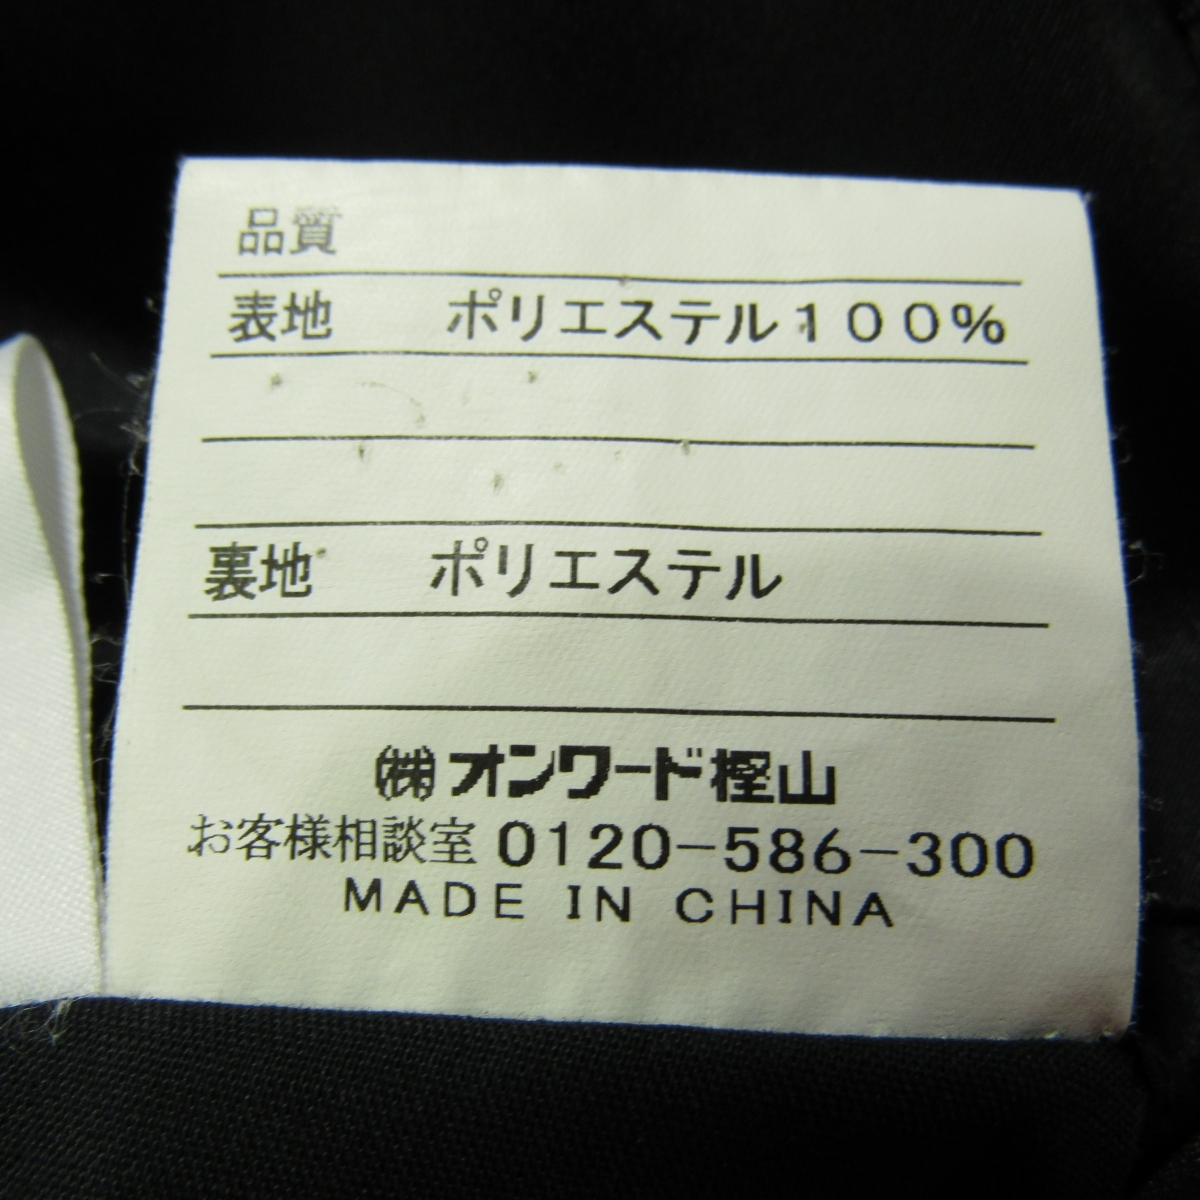 品質
表地 ポリエステル100%
裏地 ポリエステル
㈱オンワード樫山
お客様相談室 0120-586-300
MADE IN CHINA